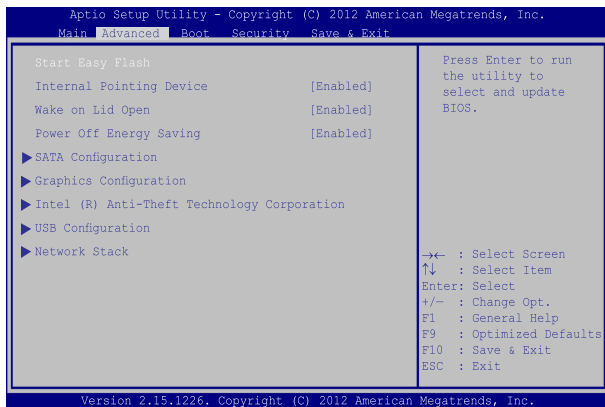 Aptio Setup Utility - Copyright (C) 2012 American Megatrends, Inc.
Main Advanced Boot Security Save & Exit
Start Easy Flash
Internal Pointing Device [Enabled]
Wake on Lid Open [Enabled]
Power Off Energy Saving [Enabled]
SATA Configuration
Graphics Configuration
Intel (R) Anti-Theft Technology Corporation
USB Configuration
Network Stack
Press Enter to run
the utility to
select and update
BIOS.
→← : Select Screen
↑↓ : Select Item
Enter: Select
+/— : Change Opt.
F1 : General Help
F9 : Optimized Defaults
F10 : Save & Exit
ESC : Exit
Version 2.15.1226. Copyright (C) 2012 American Megatrends, Inc.